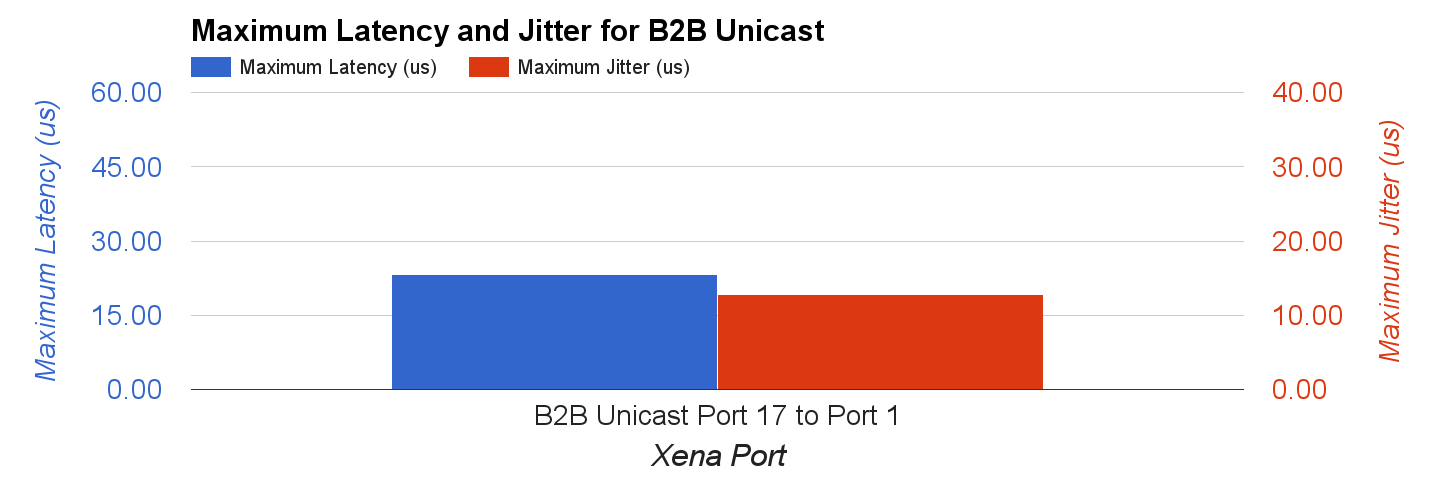 Maximum Latency and Jitter for B2B Unicast
Maximum Latency (us) Maximum Jitter (us)
60.00 40.00
45.00 30.00
30.00 20.00
15.00 10.00
0.00 0.00
Maximum Latency (us)
Maximum Jitter (us)
B2B Unicast Port 17 to Port 1
Xena Port